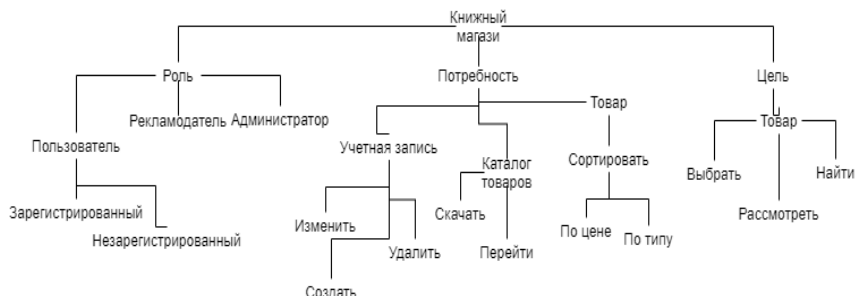 Книжный
магази
Роль
Потребность
Цель
Рекламодатель
Администратор
Товар
Товар
Пользователь
Учетная запись
Каталог
товаров
Сортировать
Выбрать
Найти
Зарегистрированный
Незарегистрированный
Изменить
Скачать
Рассмотреть
Удалить
Перейти
По цене
По типу
Создать